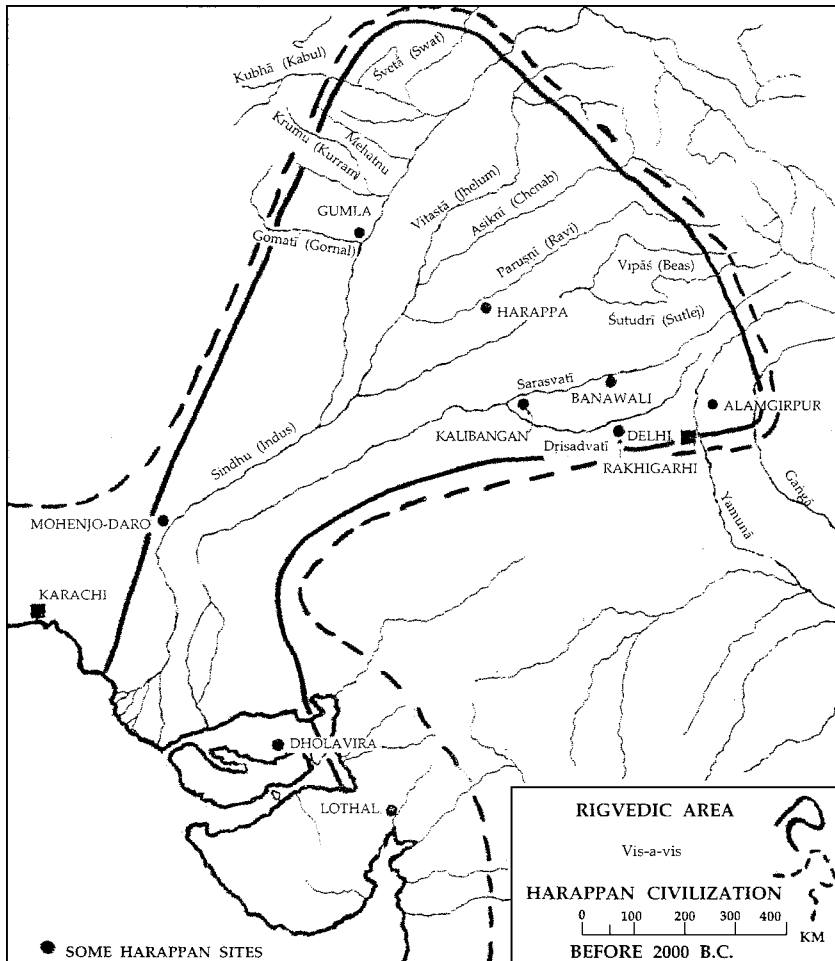 Kubhā (Kabul)
Śvetā (Swat)
Krumu (Kurram)
Mehatnu
GUMLA
Gomatī (Gornal)
Vitastā (Jhelum)
Asiknī (Chenab)
Paruṣnī (Ravi)
Vipāś (Beas)
HARAPPA
Śutudrī (Sutlej)
Sarasvatī
BANAWALI
ALAMGIRPUR
KALIBANGAN
Dṛisadvatī
DELHI
RAKHIGARHI
Sindhu (Indus)
Gaṅgā
Yamunā
MOHENJO-DARO
KARACHI
DHOLAVIRA
LOTHAL
RIGVEDIC AREA
Vis-a-vis
HARAPPAN CIVILIZATION
0 100 200 300 400
KM
BEFORE 2000 B.C.
SOME HARAPPAN SITES